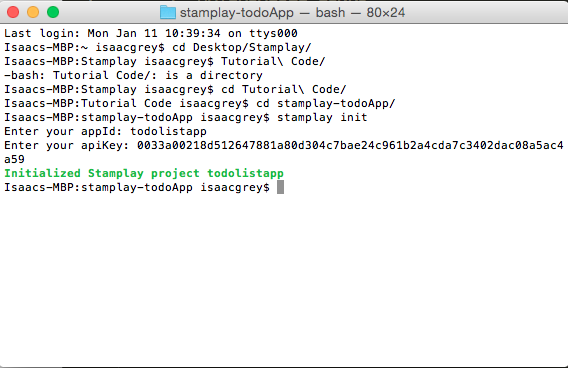 stamplay-todoApp — bash — 80×24
Last login: Mon Jan 11 10:39:34 on ttys000
Isaacs-MBP:~ isaacgrey$ cd Desktop/Stamplay/
Isaacs-MBP:Stamplay isaacgrey$ Tutorial\ Code/
-bash: Tutorial Code/: is a directory
Isaacs-MBP:Stamplay isaacgrey$ cd Tutorial\ Code/
Isaacs-MBP:Tutorial Code isaacgrey$ cd stamplay-todoApp/
Isaacs-MBP:stamplay-todoApp isaacgrey$ stamplay init
Enter your appId: todolistapp
Enter your apiKey: 0033a00218d512647881a80d304c7bae24c961b2a4cda7c3402dac08a5ac4
a59
Initialized Stamplay project todolistapp
Isaacs-MBP:stamplay-todoApp isaacgrey$